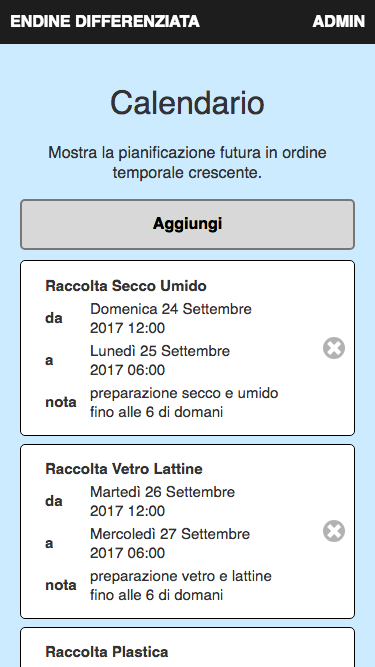 ENDINE DIFFERENZIATA ADMIN
Calendario
Mostra la pianificazione futura in ordine
temporale crescente.
Aggiungi
Raccolta Secco Umido
da Domenica 24 Settembre
2017 12:00
a Lunedì 25 Settembre
2017 06:00
nota preparazione secco e umido
fino alle 6 di domani
Raccolta Vetro Lattine
da Martedì 26 Settembre
2017 12:00
a Mercoledì 27 Settembre
2017 06:00
nota preparazione vetro e lattine
fino alle 6 di domani
Raccolta Plastica